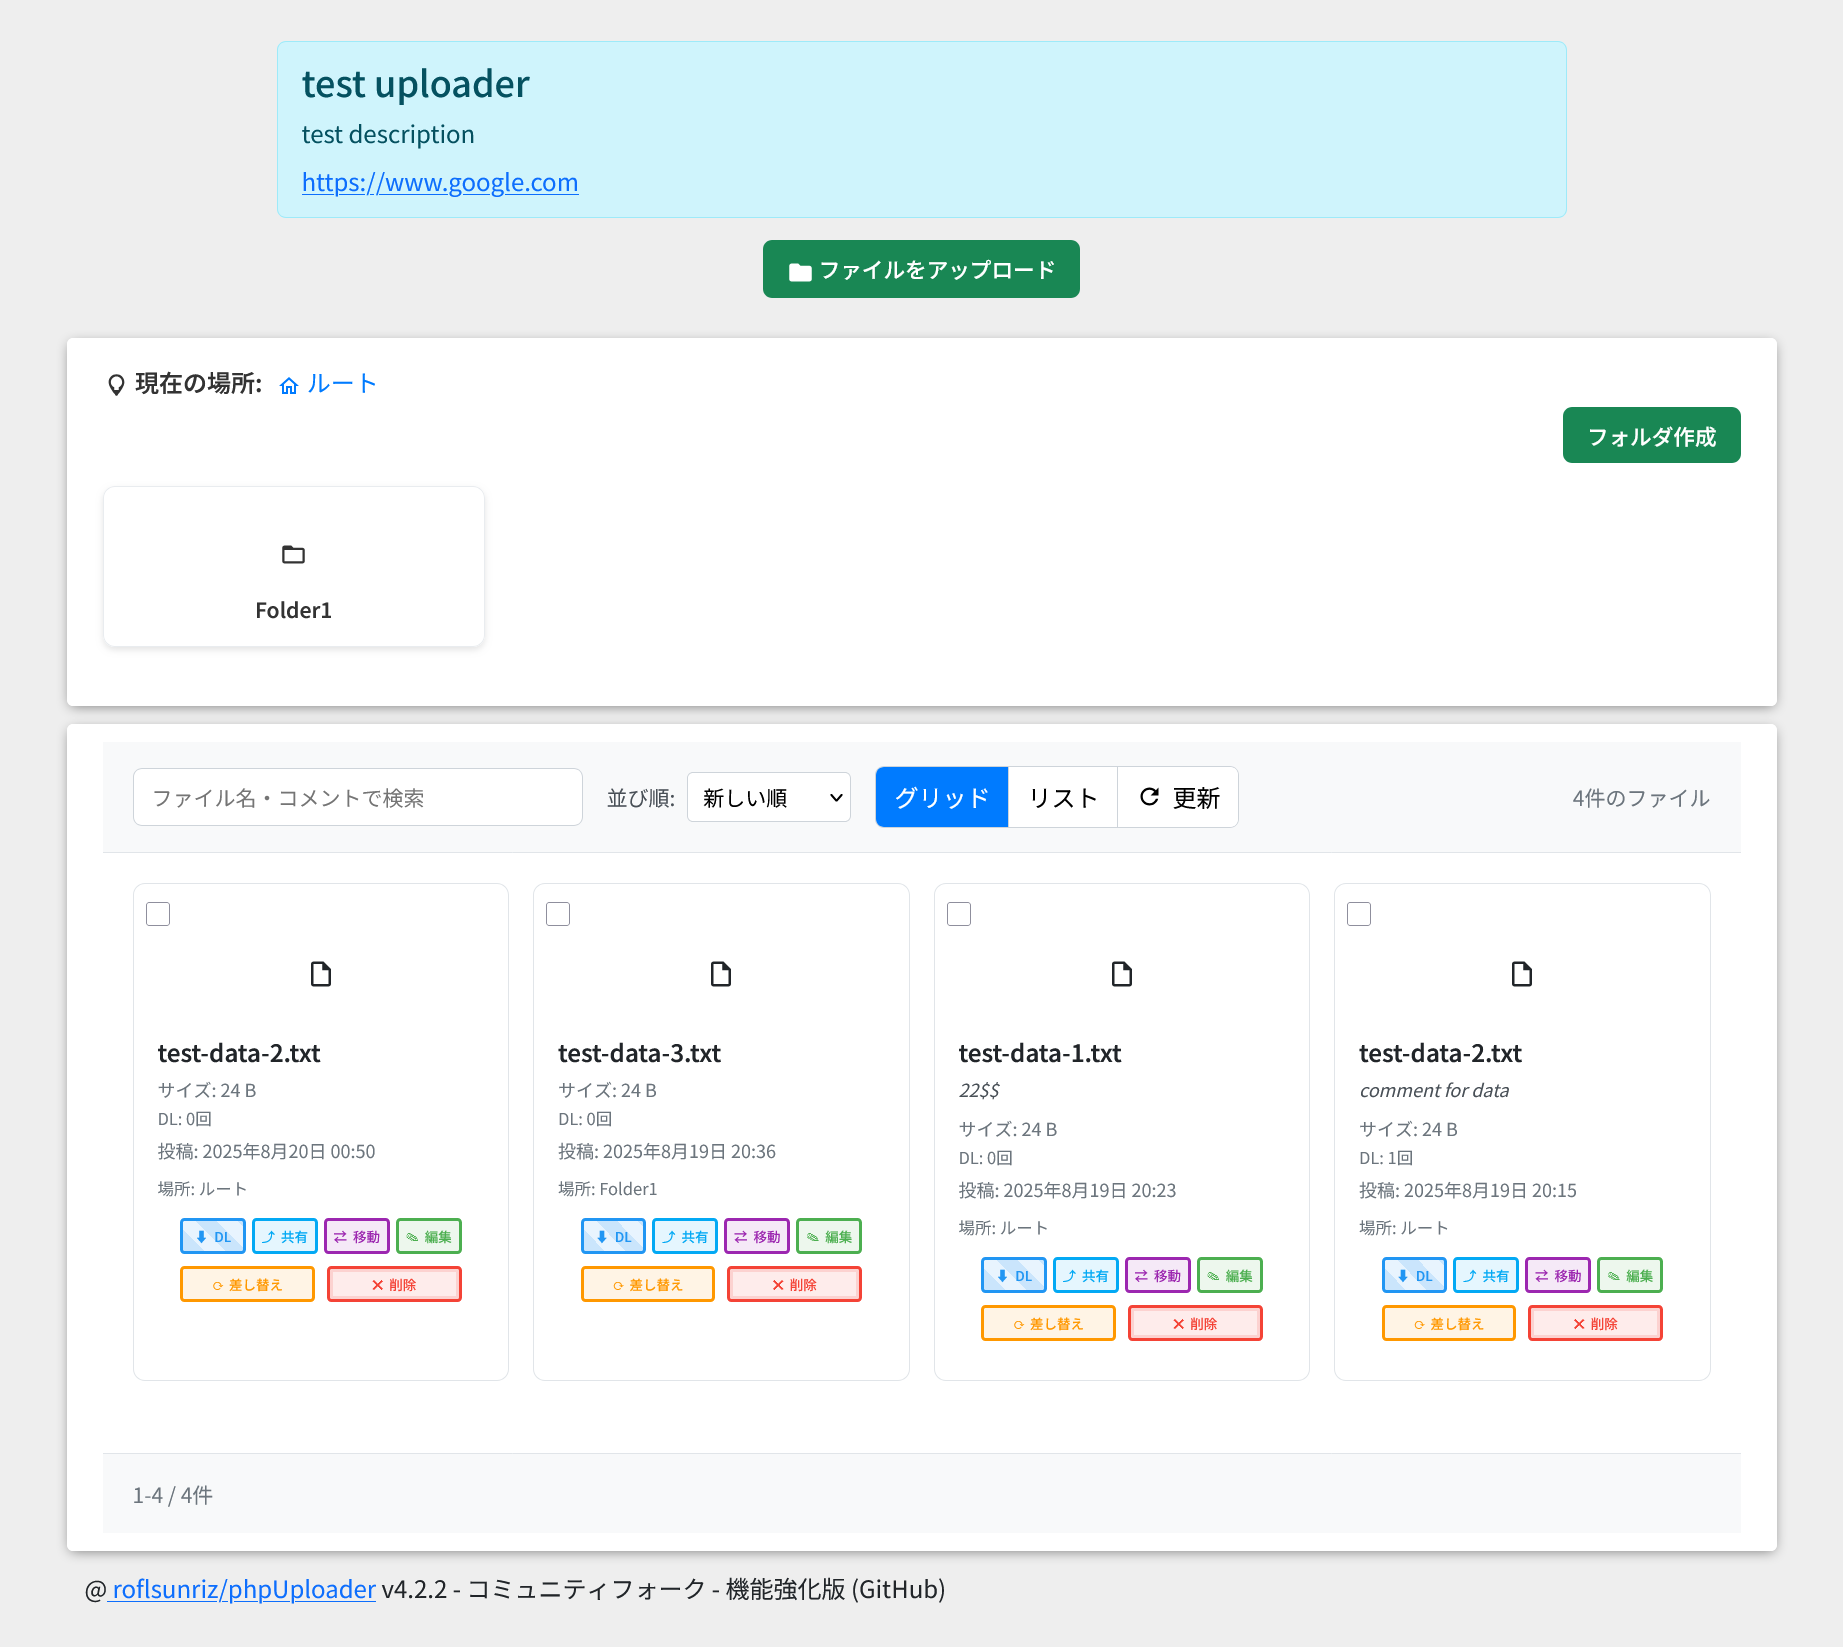 test uploader
test description
https://www.google.com
ファイルをアップロード
現在の場所: ルート
フォルダ作成
Folder1
ファイル名・コメントで検索 並び順: 新しい順 グリッド リスト 更新 4件のファイル
test-data-2.txt
サイズ: 24 B
DL: 0回
投稿: 2025年8月20日 00:50
場所: ルート
DL 共有 移動 編集
差し替え 削除
test-data-3.txt
サイズ: 24 B
DL: 0回
投稿: 2025年8月19日 20:36
場所: Folder1
DL 共有 移動 編集
差し替え 削除
test-data-1.txt
22$$
サイズ: 24 B
DL: 0回
投稿: 2025年8月19日 20:23
場所: ルート
DL 共有 移動 編集
差し替え 削除
test-data-2.txt
comment for data
サイズ: 24 B
DL: 1回
投稿: 2025年8月19日 20:15
場所: ルート
DL 共有 移動 編集
差し替え 削除
1-4 / 4件
@ roflsunriz/phpUploader v4.2.2 - コミュニティフォーク - 機能強化版 (GitHub)